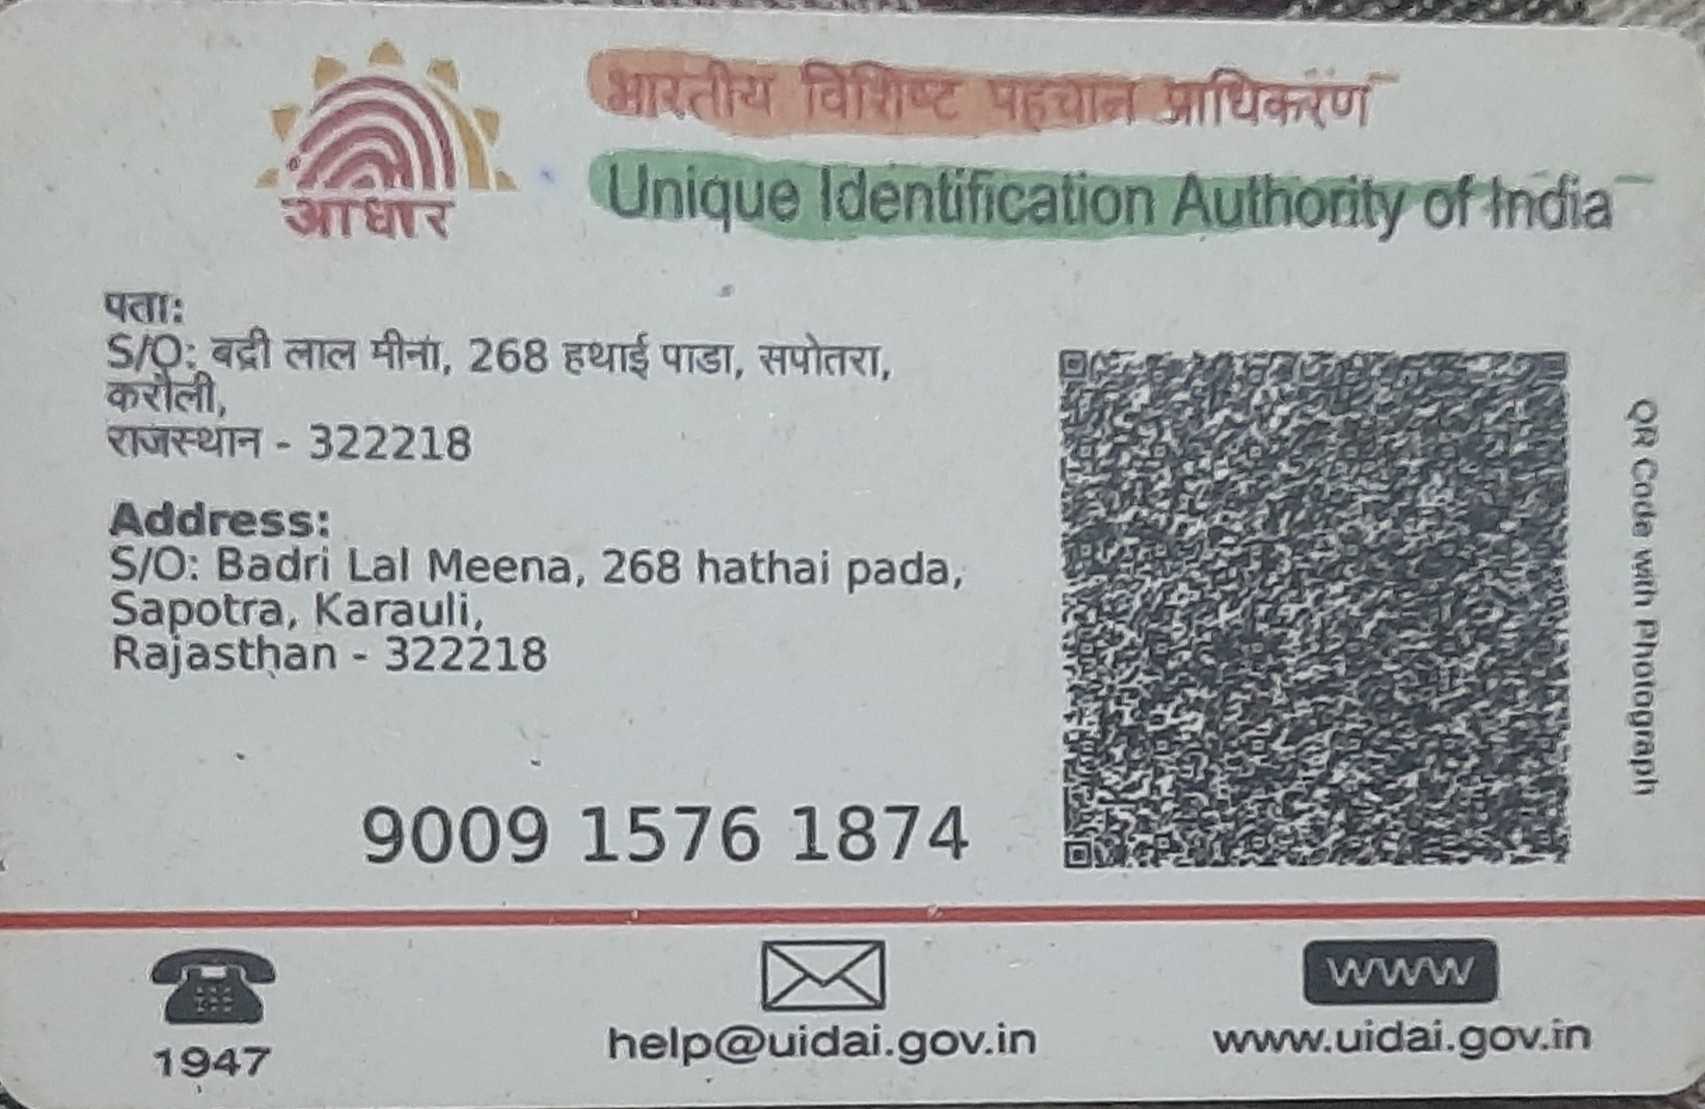 आधार
भारतीय विशिष्ट पहचान प्राधिकरण
Unique Identification Authority of India
पता:
S/O: बद्री लाल मीना, 268 हथाई पाडा, सपोतरा,
करौली,
राजस्थान - 322218
Address:
S/O: Badri Lal Meena, 268 hathai pada,
Sapotra, Karauli,
Rajasthan - 322218
QR Code with Photograph
9009 1576 1874
1947
help@uidai.gov.in
www
www.uidai.gov.in